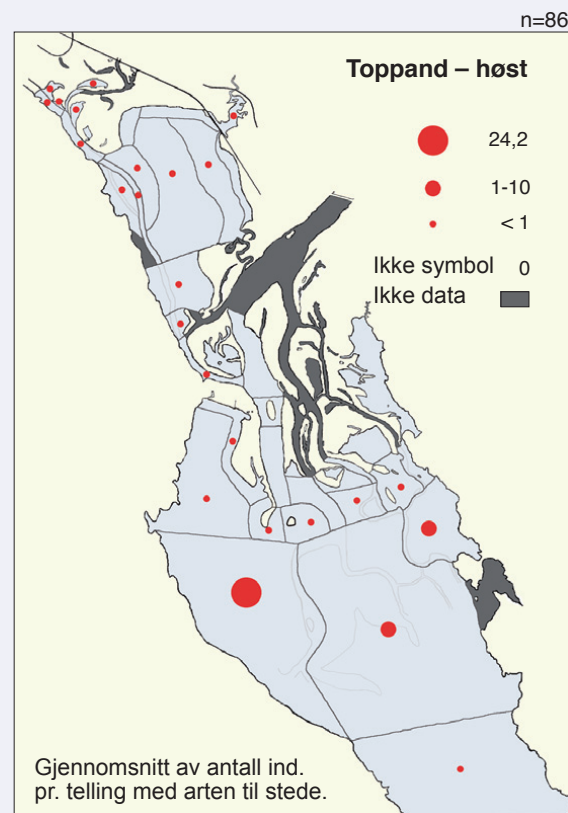 n=86
Toppand – høst
24,2
1-10
< 1
Ikke symbol 0
Ikke data
Gjennomsnitt av antall ind.
pr. telling med arten til stede.